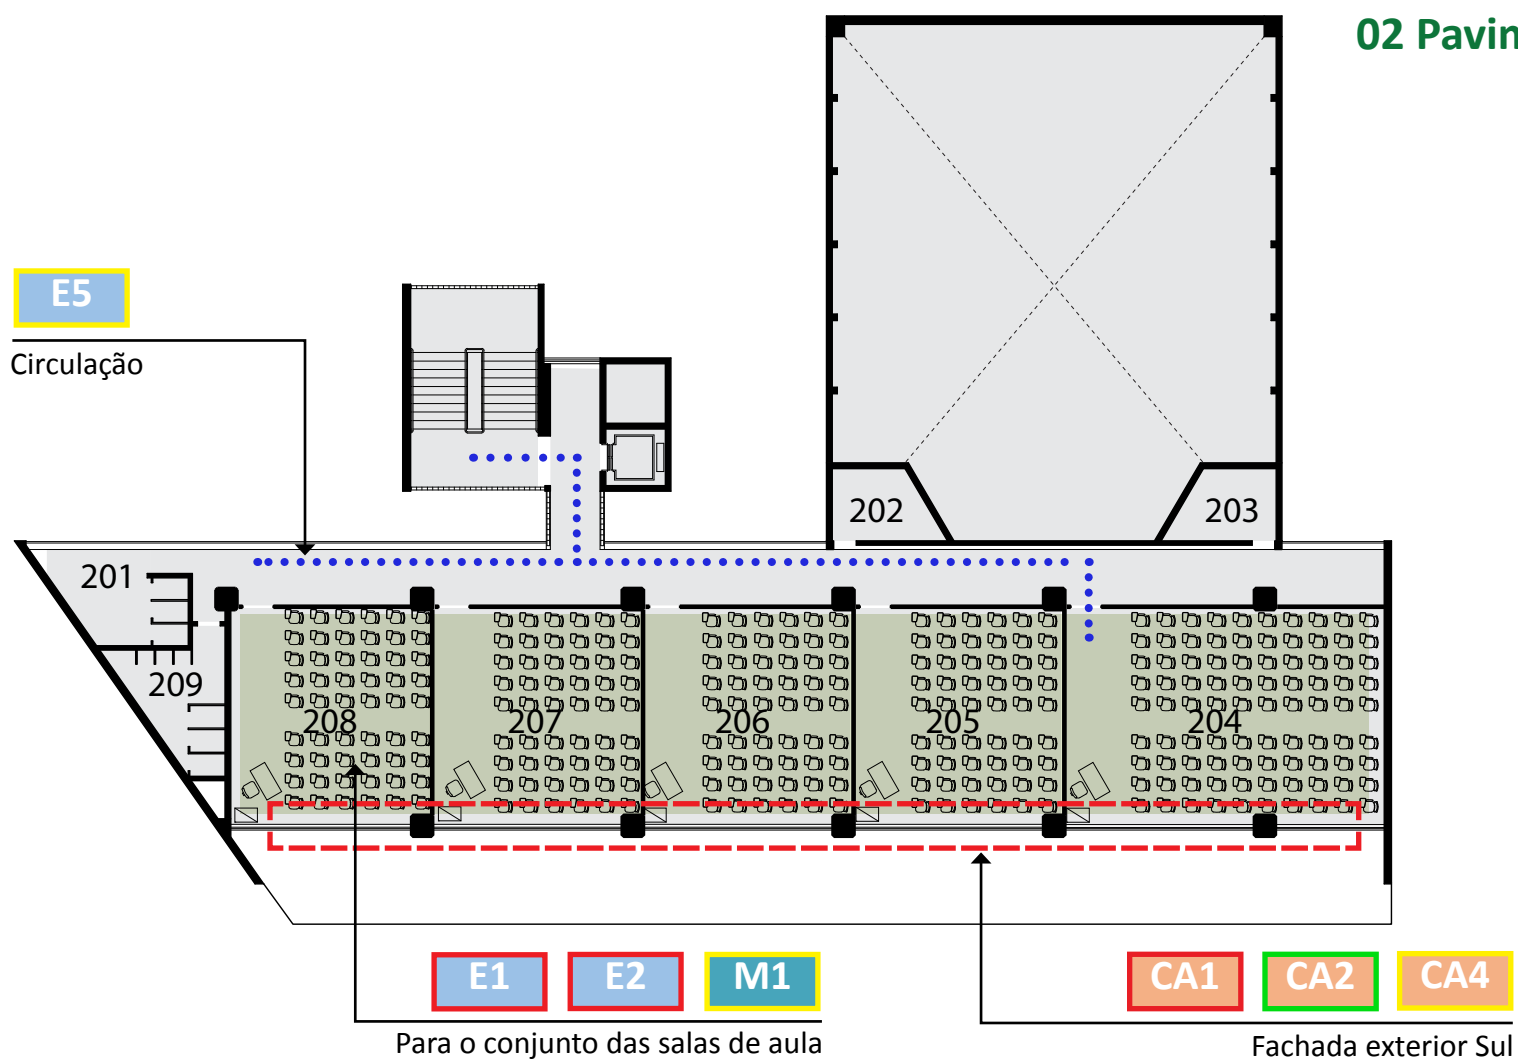 02 Pavin
E5
Circulação
202
203
201
209
208
207
206
205
204
E1 E2 M1
Para o conjunto das salas de aula
CA1 CA2 CA4
Fachada exterior Sul